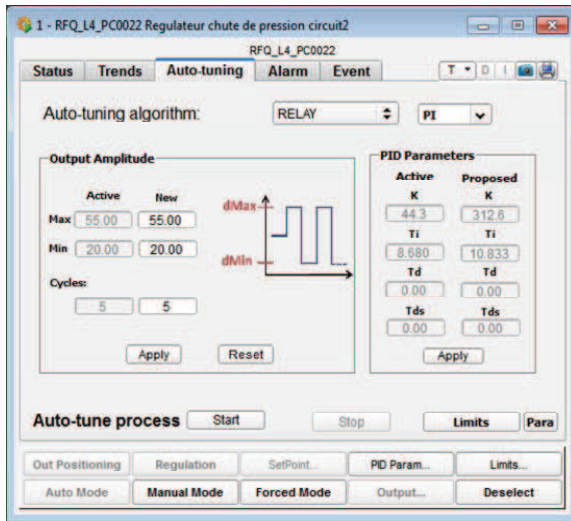 1 - RFQ_L4_PC0022 Regulateur chute de pression circuit2
RFQ_L4_PC0022
Status Trends Auto-tuning Alarm Event T D I
Auto-tuning algorithm: RELAY PI
Output Amplitude
Active New
Max 55.00 55.00
Min 20.00 20.00
Cycles:
5 5
dMax
dMin
Apply Reset
PID Parameters
Active Proposed
K K
44.3 312.6
Ti Ti
8.680 10.833
Td Td
0.00 0.00
Tds Tds
0.00 0.00
Apply
Auto-tune process Start Stop Limits Para
Out Positioning Regulation SetPoint... PID Param... Limits...
Auto Mode Manual Mode Forced Mode Output... Deselect